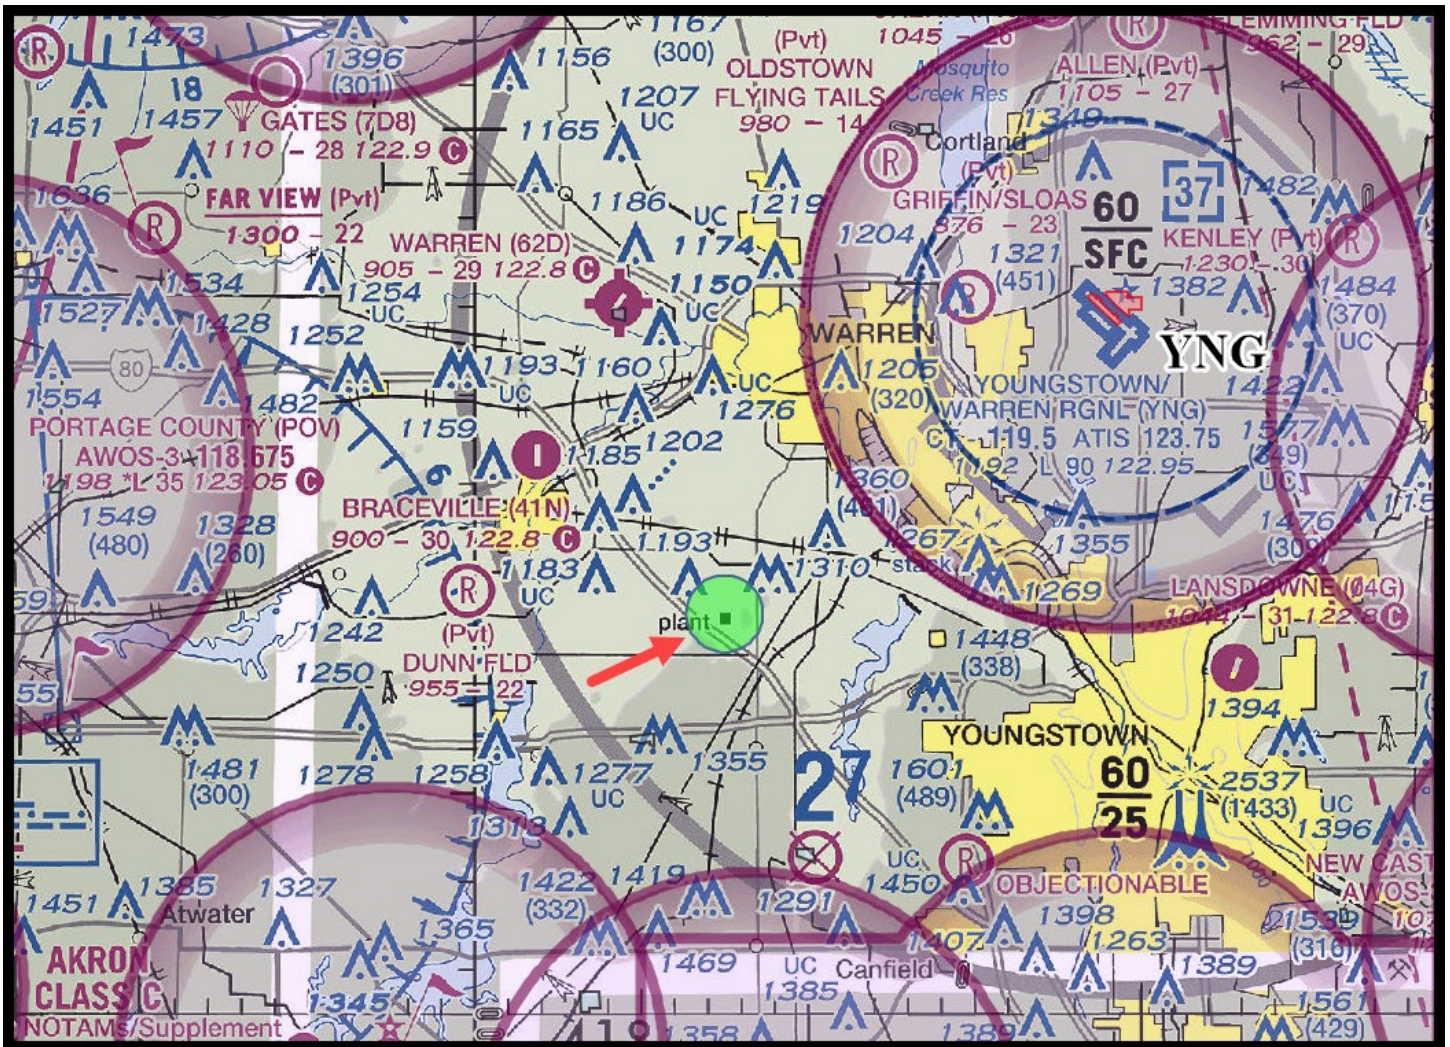 1473
1396
(301)
1156
1167
(300)
(Pvt)
OLDSTOWN
FLYING TAILS
980 - 14
Mosquito
Creek Res
ALLEN (Pvt)
1105 - 27
962 - 29
18
1451
1457
GATES (7D8)
1110 - 28 122.9 C
1165
1207
UC
1349
Cortland
(Pvt)
GRIFFIN/SLOAS
876 - 23
60
SFC
37
1482
1636
FAR VIEW (Pvt)
1300 - 22
R
1186
UC
1219
1174
1204
1321
(451)
KENLEY (Pvt)
1230 - 30
WARREN (62D)
905 - 29 122.8 C
1150
UC
1382
1484
(370)
UC
1534
1527
1254
UC
1428
1252
80
1193
UC
1160
UC
1276
WARREN
1205
(320)
YNG
1422
1554
1482
YOUNGSTOWN/
WARREN RGNL (YNG)
CT - 119.5 ATIS 123.75
1192 L 90 122.95
1577
(349)
UC
PORTAGE COUNTY (POV)
AWOS-3 118.675
1198 *L 35 123.05 C
1159
6
1185
1202
1360
(461)
BRACEVILLE (41N)
900 - 30 122.8 C
1549
(480)
1328
(260)
1193
1310
1267
stack
1355
1476
1183
UC
1269
LANSDOWNE (04G)
1044 - 31 122.8 C
R
(Pvt)
DUNN FLD
955 - 22
1242
plant
1448
(338)
1250
1394
YOUNGSTOWN
1481
(300)
1278
1258
1277
UC
1355
27
1601
(489)
60
25
2537
(1433)
UC
1396
1313
1385
1451
Atwater
1327
1422
(332)
1419
1291
UC
1450
R
OBJECTIONABLE
NEW CAST
AWOS-3
1365
1398
1407
1263
1539
(316)
AKRON
CLASS C
NOTAMs/Supplement
1345
1469
UC
1385
Canfield
1389
1561
(429)
1358
1389